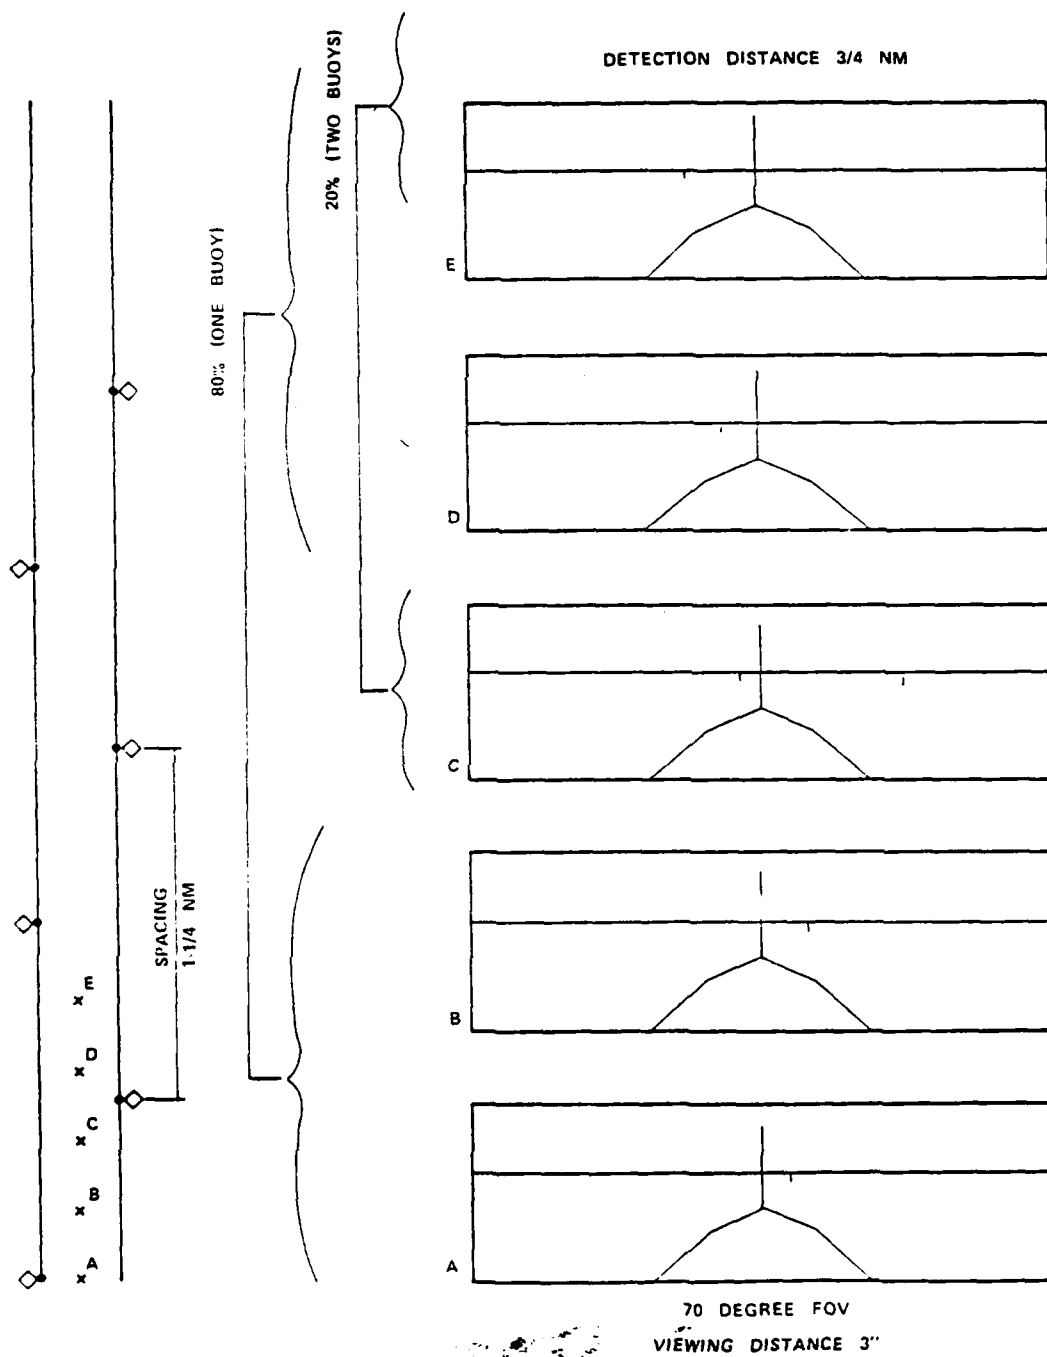 DETECTION DISTANCE 3/4 NM
20% (TWO BUOYS)
80% (ONE BUOY)
E
D
C
B
A
SPACING
1-1/4 NM
E
D
C
B
A
70 DEGREE FOV
VIEWING DISTANCE 3"